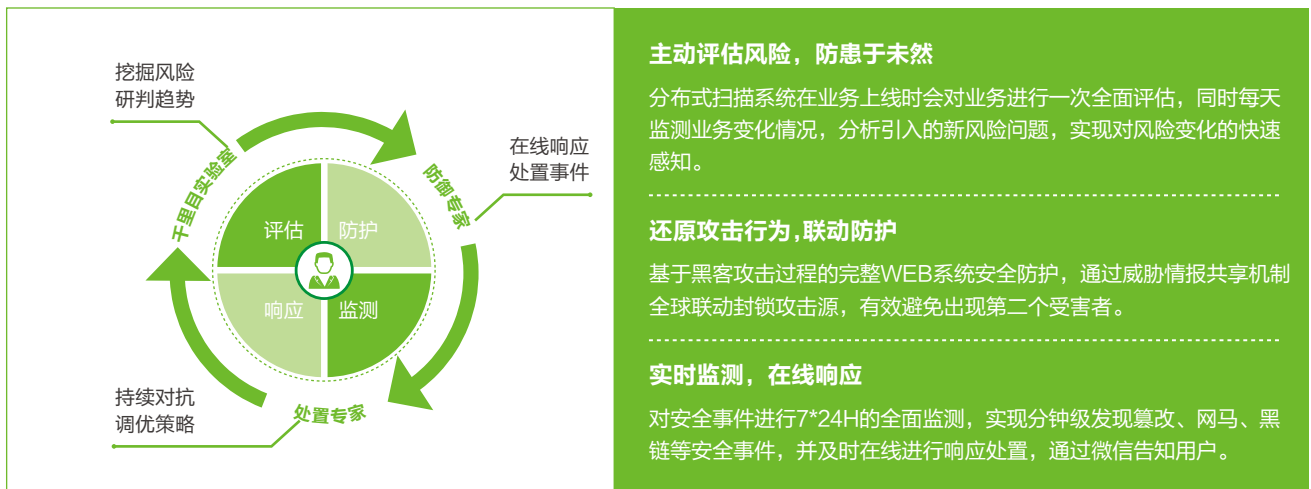 挖掘风险
研判趋势
千里目实验室
防御专家
在线响应
处置事件
评估
防护
响应
监测
持续对抗
调优策略
处置专家
主动评估风险，防患于未然
分布式扫描系统在业务上线时会对业务进行一次全面评估，同时每天
监测业务变化情况，分析引入的新风险问题，实现对风险变化的快速
感知。
还原攻击行为,联动防护
基于黑客攻击过程的完整WEB系统安全防护，通过威胁情报共享机制
全球联动封锁攻击源，有效避免出现第二个受害者。
实时监测，在线响应
对安全事件进行7*24H的全面监测，实现分钟级发现篡改、网马、黑
链等安全事件，并及时在线进行响应处置，通过微信告知用户。